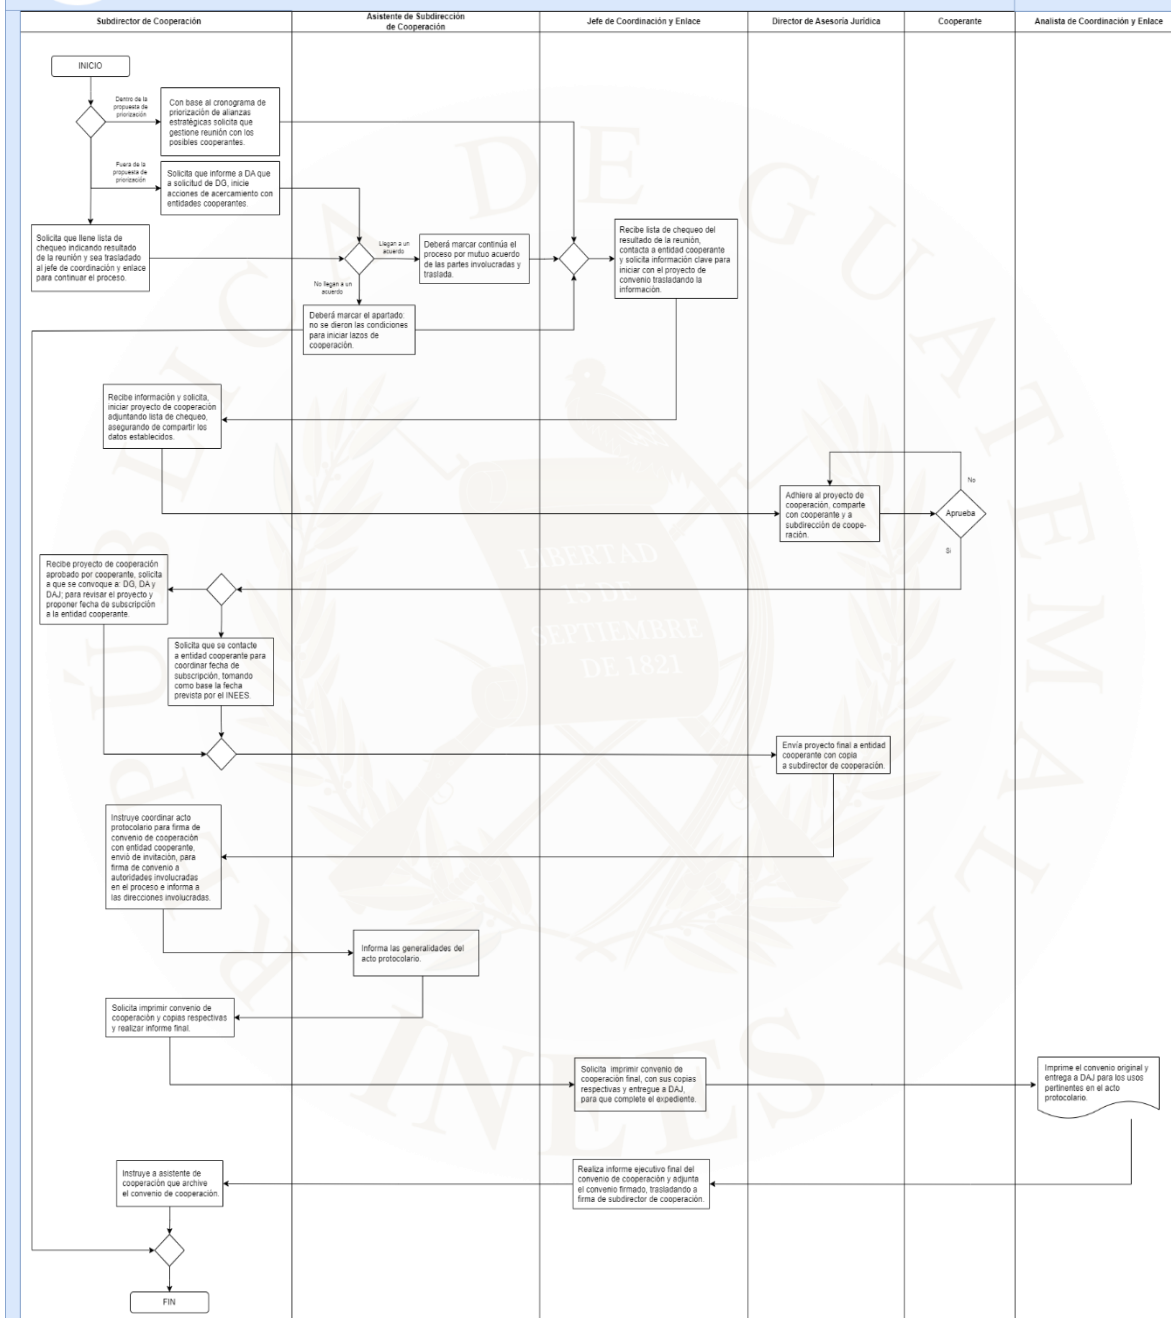 Subdirector de Cooperación
Asistente de Subdirección
de Cooperación
Jefe de Coordinación y Enlace
Director de Asesoría Jurídica
Cooperante
Analista de Coordinación y Enlace
INICIO
Dentro de la
propuesta de
priorización
Con base al cronograma de
priorización de alianzas
estratégicas solicita que
gestione reunión con los
posibles cooperantes.
Fuera de la
propuesta de
priorización
Solicita que informe a DA que
a solicitud de DG, inicie
acciones de acercamiento con
entidades cooperantes.
Solicita que llene lista de
chequeo indicando resultado
de la reunión y sea trasladado
al jefe de coordinación y enlace
para continuar el proceso.
Llegan a un
acuerdo
No llegan a un
acuerdo
Deberá marcar continúa el
proceso por mutuo acuerdo
de las partes involucradas y
traslada.
Deberá marcar el apartado:
no se dieron las condiciones
para iniciar lazos de
cooperación.
Recibe lista de chequeo del
resultado de la reunión,
contacta a entidad cooperante
y solicita información clave para
iniciar con el proyecto de
convenio trasladando la
información.
Recibe información y solicita,
iniciar proyecto de cooperación
adjuntando lista de chequeo,
asegurando de compartir los
datos establecidos.
Adhiere al proyecto de
cooperación, comparte
con cooperante y a
subdirección de coope-
ración.
Aprueba
No
Si
Recibe proyecto de cooperación
aprobado por cooperante, solicita
a que se convoque a: DG, DA y
DAJ; para revisar el proyecto y
proponer fecha de subscripción
a la entidad cooperante.
Solicita que se contacte
a entidad cooperante para
coordinar fecha de
subscripción, tomando
como base la fecha
prevista por el INEES.
Envía proyecto final a entidad
cooperante con copia
a subdirector de cooperación.
Instruye coordinar acto
protocolario para firma de
convenio de cooperación
con entidad cooperante,
envió de invitación, para
firma de convenio a
autoridades involucradas
en el proceso e informa a
las direcciones involucradas.
Informa las generalidades del
acto protocolario.
Solicita imprimir convenio de
cooperación y copias respectivas
y realizar informe final.
Solicita imprimir convenio de
cooperación final, con sus copias
respectivas y entregue a DAJ,
para que complete el expediente.
Imprime el convenio original y
entrega a DAJ para los usos
pertinentes en el acto
protocolario.
Realiza informe ejecutivo final del
convenio de cooperación y adjunta
el convenio firmado, trasladando a
firma de subdirector de cooperación.
Instruye a asistente de
cooperación que archive
el convenio de cooperación.
FIN
REPÚBLICA DE GUATEMALA
LIBERTAD
15 DE
SEPTIEMBRE
DE 1821
INEES